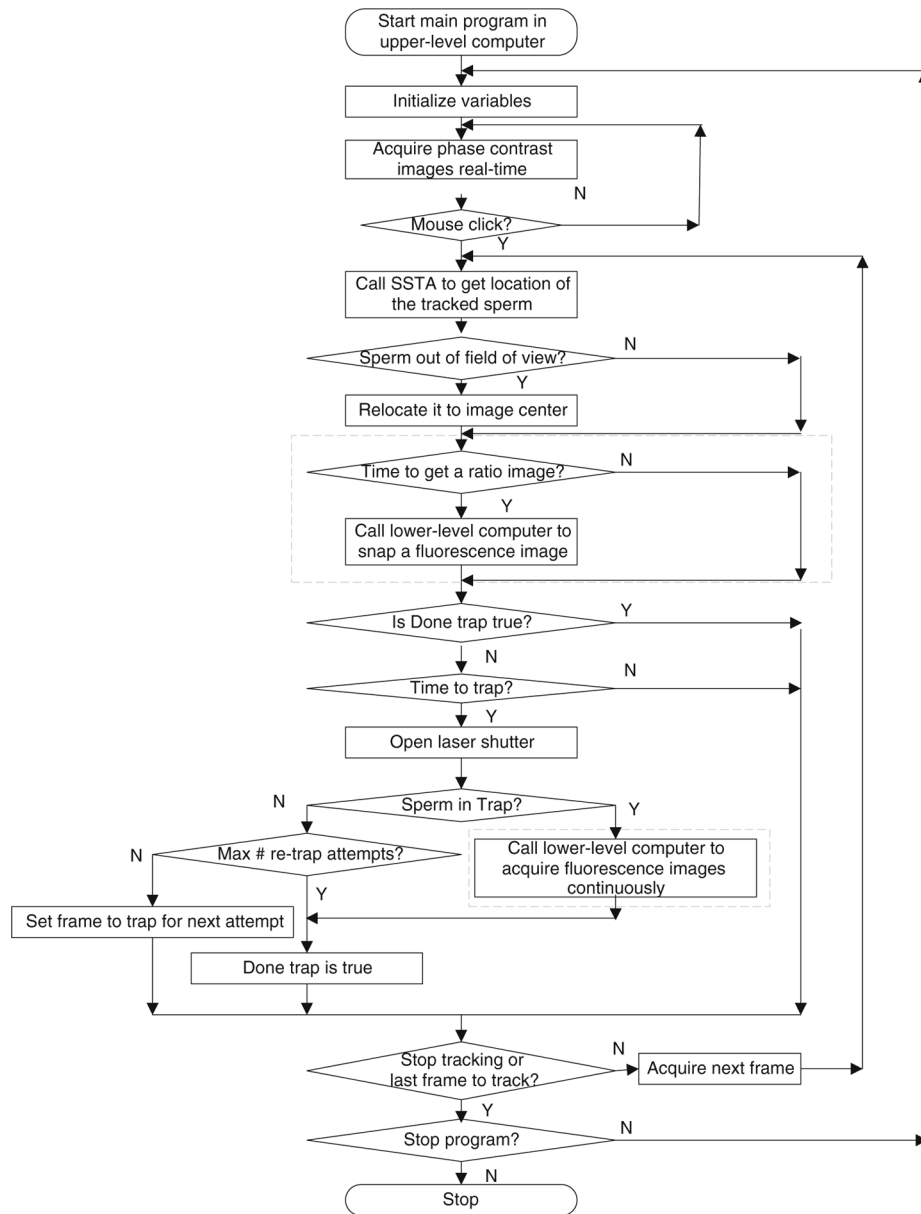 Start main program in
upper-level computer
Initialize variables
Acquire phase contrast
images real-time
N
Mouse click?
Y
Call SSTA to get location of
the tracked sperm
N
Sperm out of field of view?
Y
Relocate it to image center
Time to get a ratio image?
N
Y
Call lower-level computer to
snap a fluorescence image
Is Done trap true?
Y
N
Time to trap?
N
Y
Open laser shutter
N
Sperm in Trap?
Y
N
Max # re-trap attempts?
Call lower-level computer to
acquire fluorescence images
continuously
Y
Set frame to trap for next attempt
Done trap is true
Stop tracking or
last frame to track?
N
Acquire next frame
Y
Stop program?
N
N
Stop